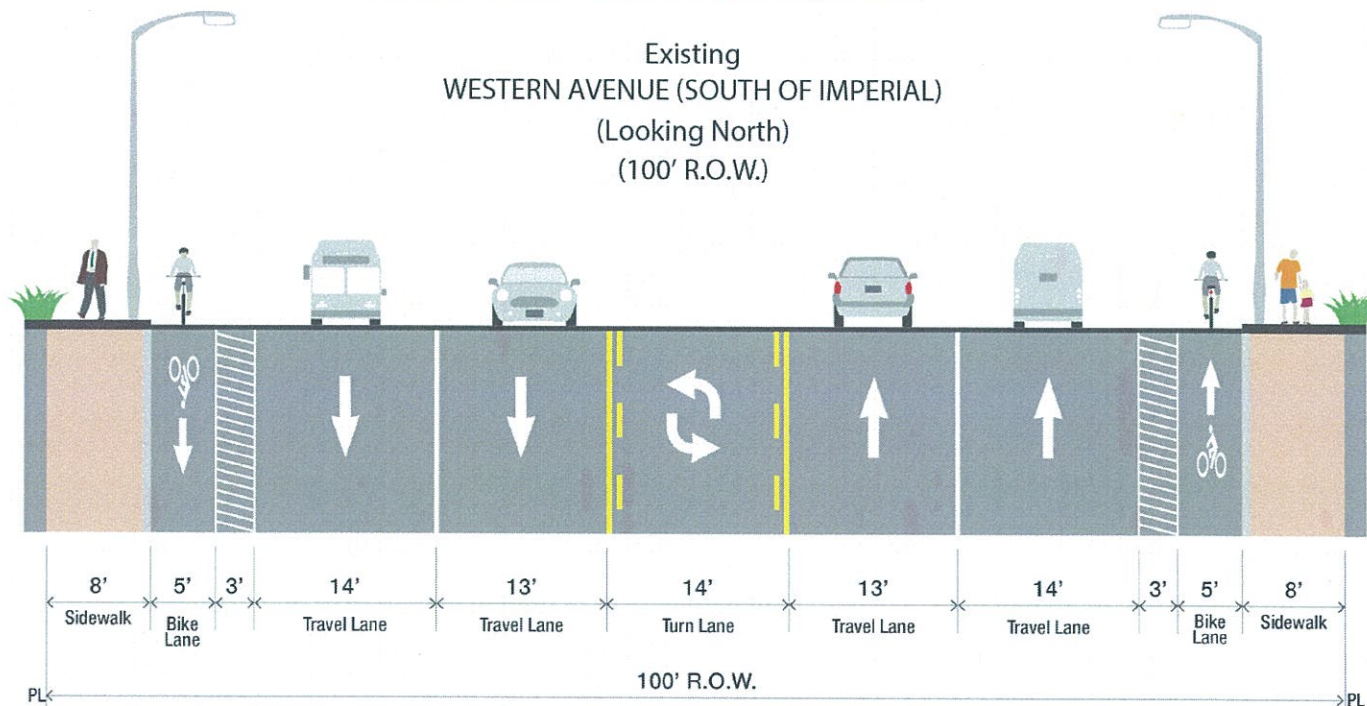 Existing
WESTERN AVENUE (SOUTH OF IMPERIAL)
(Looking North)
(100' R.O.W.)
8' 5' 3' 14' 13' 14' 13' 14' 3' 5' 8'
Sidewalk Bike Travel Lane Travel Lane Turn Lane Travel Lane Travel Lane Bike Sidewalk
Lane Lane
100' R.O.W.
PL PL